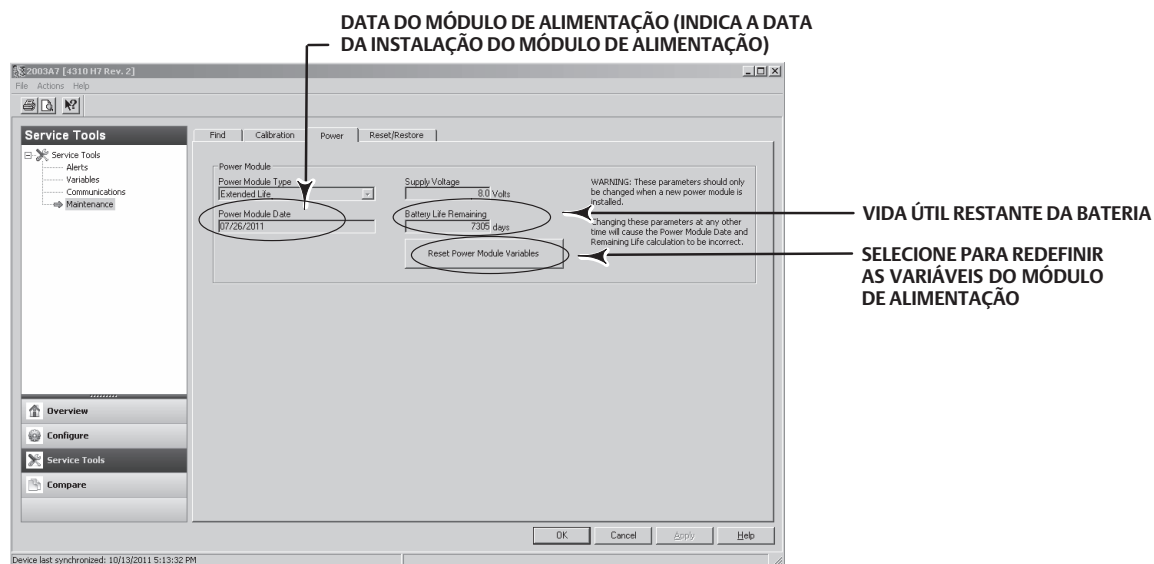 DATA DO MÓDULO DE ALIMENTAÇÃO (INDICA A DATA
DA INSTALAÇÃO DO MÓDULO DE ALIMENTAÇÃO)
2003A7 [4310 H7 Rev. 2]
File Actions Help
Service Tools
Service Tools
Alerts
Variables
Communications
Maintenance
Overview
Configure
Service Tools
Compare
Find
Calibration
Power
Reset/Restore
Power Module
Power Module Type
Extended Life
Power Module Date
07/26/2011
Supply Voltage
8.0 Volts
Battery Life Remaining
7305 days
Reset Power Module Variables
WARNING: These parameters should only
be changed when a new power module is
installed.
Changing these parameters at any other
time will cause the Power Module Date and
Remaining Life calculation to be incorrect.
VIDA ÚTIL RESTANTE DA BATERIA
SELECIONE PARA REDEFINIR
AS VARIÁVEIS DO MÓDULO
DE ALIMENTAÇÃO
OK
Cancel
Apply
Help
Device last synchronized: 10/13/2011 5:13:32 PM